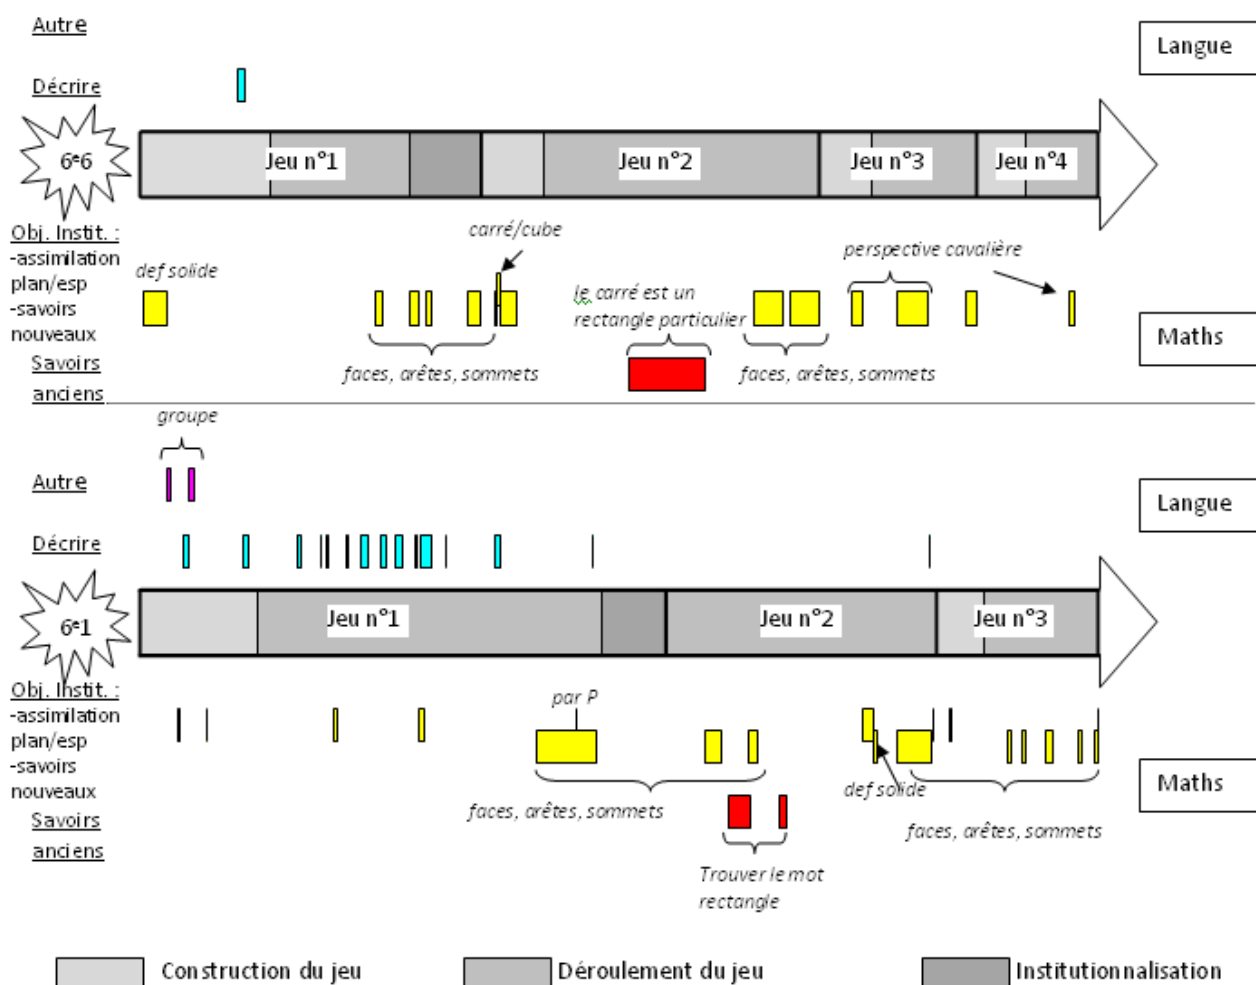 Autre
Langue
Décrire
6e6
Jeu n°1
Jeu n°2
Jeu n°3
Jeu n°4
Obj. Instit. :
-assimilation
plan/esp
-savoirs
nouveaux
Savoirs
anciens
def solide
carré/cube
perspective cavalière
le carré est un
rectangle particulier
Maths
faces, arêtes, sommets
faces, arêtes, sommets
groupe
Autre
Langue
Décrire
6e1
Jeu n°1
Jeu n°2
Jeu n°3
Obj. Instit. :
-assimilation
plan/esp
-savoirs
nouveaux
Savoirs
anciens
par P
def solide
Maths
faces, arêtes, sommets
faces, arêtes, sommets
Trouver le mot
rectangle
Construction du jeu
Déroulement du jeu
Institutionnalisation